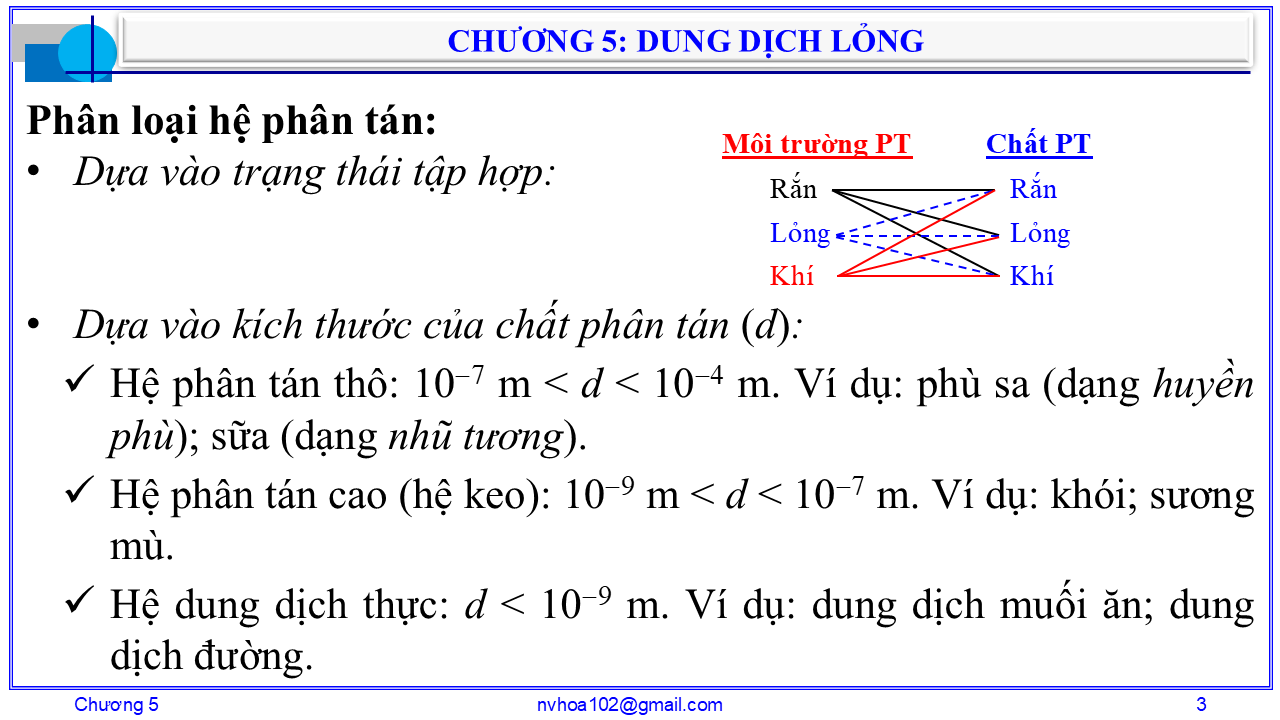 CHƯƠNG 5: DUNG DỊCH LỎNG
Phân loại hệ phân tán:
• Dựa vào trạng thái tập hợp:
Môi trường PT Chất PT
Rắn Rắn
Lỏng Lỏng
Khí Khí
• Dựa vào kích thước của chất phân tán (d):
✓ Hệ phân tán thô: 10⁻⁷ m < d < 10⁻⁴ m. Ví dụ: phù sa (dạng huyền
phù); sữa (dạng nhũ tương).
✓ Hệ phân tán cao (hệ keo): 10⁻⁹ m < d < 10⁻⁷ m. Ví dụ: khói; sương
mù.
✓ Hệ dung dịch thực: d < 10⁻⁹ m. Ví dụ: dung dịch muối ăn; dung
dịch đường.
Chương 5 nvhoa102@gmail.com 3